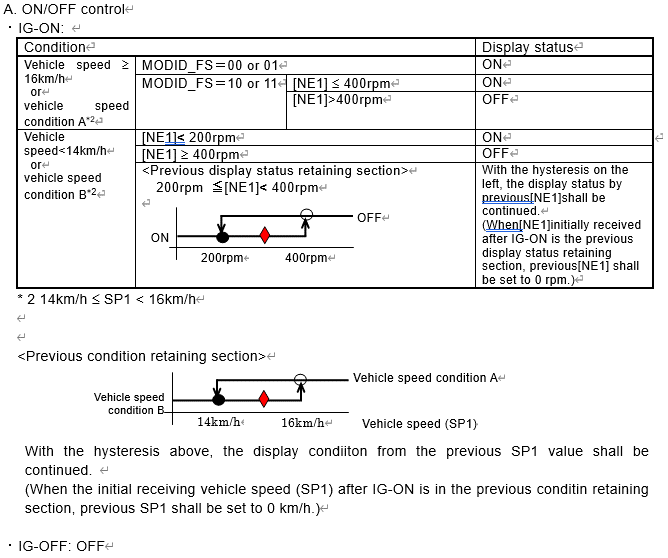 A. ON/OFF control
・IG-ON:
Condition
Display status
Vehicle speed ≥
16km/h
or
vehicle speed
condition A*2
MODID_FS＝00 or 01
ON
MODID_FS＝10 or 11
[NE1] ≤ 400rpm
ON
[NE1]>400rpm
OFF
Vehicle
speed<14km/h
or
vehicle speed
condition B*2
[NE1]< 200rpm
ON
[NE1] ≥ 400rpm
OFF
<Previous display status retaining section>
200rpm ≦[NE1]< 400rpm
OFF
ON
200rpm 400rpm
With the hysteresis on the
left, the display status by
previous[NE1]shall be
continued.
(When[NE1]initially received
after IG-ON is the previous
display status retaining
section, previous[NE1] shall
be set to 0 rpm.)
* 2 14km/h ≤ SP1 < 16km/h
<Previous condition retaining section>
Vehicle speed condition A
Vehicle speed
condition B
14km/h 16km/h Vehicle speed (SP1)
With the hysteresis above, the display condiiton from the previous SP1 value shall be
continued.
(When the initial receiving vehicle speed (SP1) after IG-ON is in the previous conditin retaining
section, previous SP1 shall be set to 0 km/h.)
・IG-OFF: OFF